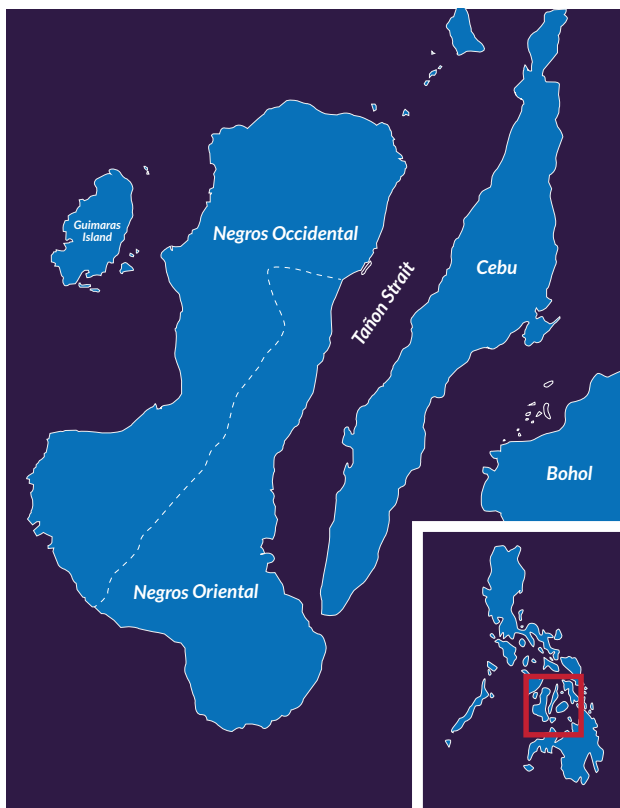 Guimaras
Island
Negros Occidental
Cebu
Tañon Strait
Bohol
Negros Oriental